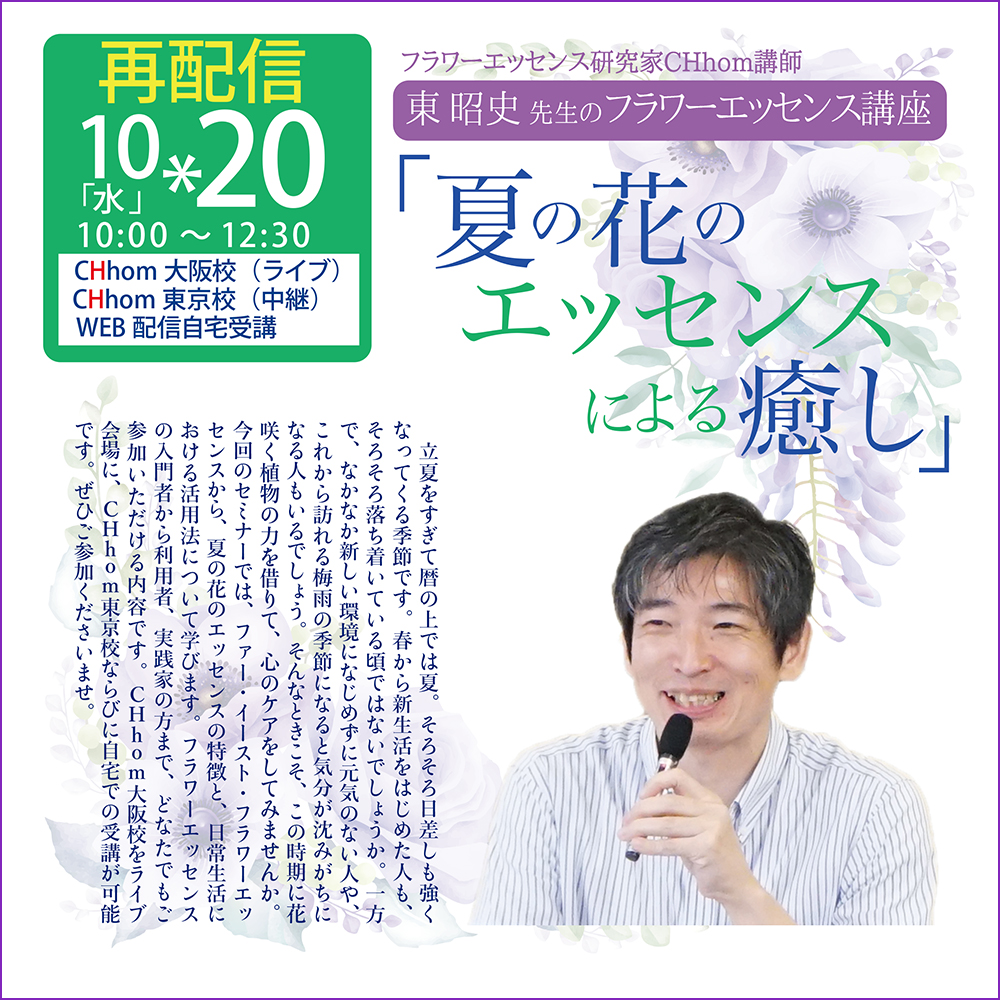 再配信
10*20
「水」
10:00 ～ 12:30
CHhom 大阪校（ライブ）
CHhom 東京校（中継）
WEB 配信自宅受講
フラワーエッセンス研究家CHhom講師
東 昭史 先生のフラワーエッセンス講座
「夏の花の
エッセンス
による癒し」
立夏をすぎて暦の上では夏。そろそろ日差しも強く
なってくる季節です。春から新生活をはじめた人も、
そろそろ落ち着いている頃ではないでしょうか。一方
で、なかなか新しい環境になじめずに元気のない人や、
これから訪れる梅雨の季節になると気分が沈みがちに
なる人もいるでしょう。そんなときこそ、この時期に花
咲く植物の力を借りて、心のケアをしてみませんか。
今回のセミナーでは、ファー・イースト・フラワーエッ
センスから、夏の花のエッセンスの特徴と、日常生活に
おける活用法について学びます。フラワーエッセンス
の入門者から利用者、実践家の方まで、どなたでもご
参加いただける内容です。CHhom大阪校をライブ
会場に、CHhom東京校ならびに自宅での受講が可能
です。ぜひご参加くださいませ。